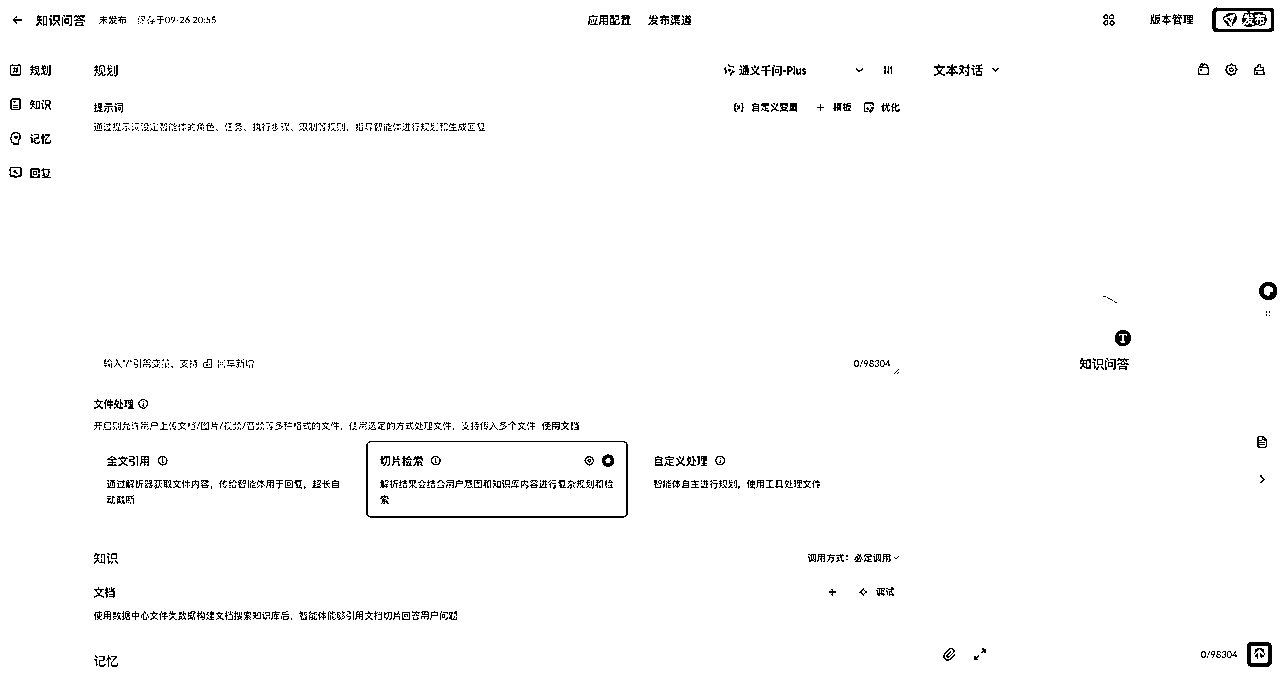 知识问答 未发布 保存于09-26 20:55 应用配置 发布渠道 版本管理 发布
规划 规划 通义千问-Plus 文本对话
知识 提示词 自定义变量 + 模板 优化
通过提示词设定智能体的角色、任务、执行步骤、限制等规则，指导智能体进行规划和生成回复
记忆
回复
输入"/"引用变量、支持 回车新增 0/98304 知识问答
文件处理
开启则允许用户上传文档/图片/视频/音频等多种格式的文件，使用选定的方式处理文件，支持传入多个文件 使用文档
全文引用 切片检索 自定义处理
通过解析器获取文件内容，传给智能体用于回复，超长自动截断
解析结果会结合用户意图和知识库内容进行复杂规划和检索
智能体自主进行规划，使用工具处理文件
知识 调用方式：必定调用
文档 + 调试
使用数据中心文件类数据构建文档搜索知识库后，智能体能够引用文档切片回答用户问题
记忆 0/98304